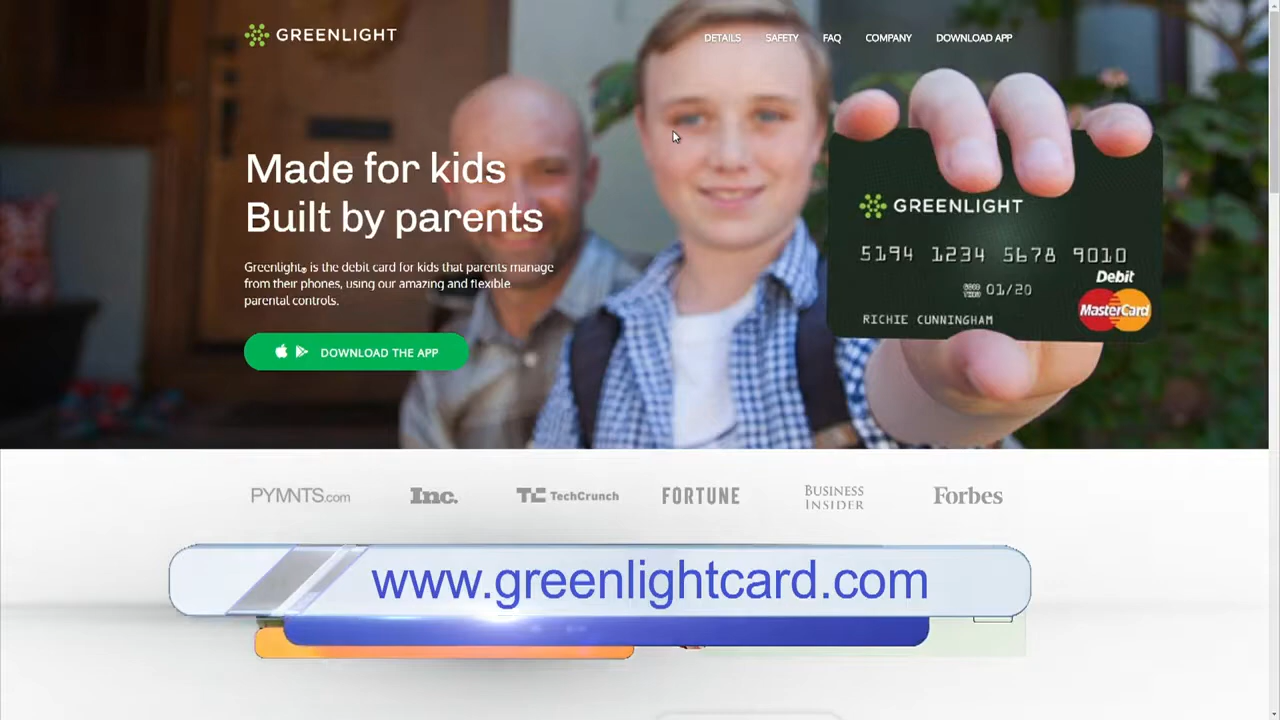 GREENLIGHT
DETAILS SAFETY FAQ COMPANY DOWNLOAD APP
Made for kids
Built by parents
Greenlight® is the debit card for kids that parents manage
from their phones, using our amazing and flexible
parental controls.
DOWNLOAD THE APP
GREENLIGHT
5194 1234 5678 9010
Debit
GOOD THRU 01/20
MasterCard
RICHIE CUNNINGHAM
PYMNTS.com Inc. TechCrunch FORTUNE BUSINESS INSIDER Forbes
www.greenlightcard.com